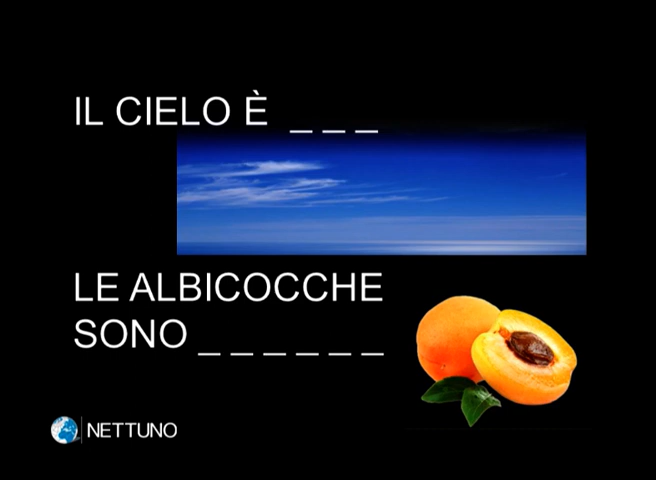 IL CIELO È _ _ _
LE ALBICOCCHE
SONO _ _ _ _ _ _
NETTUNO